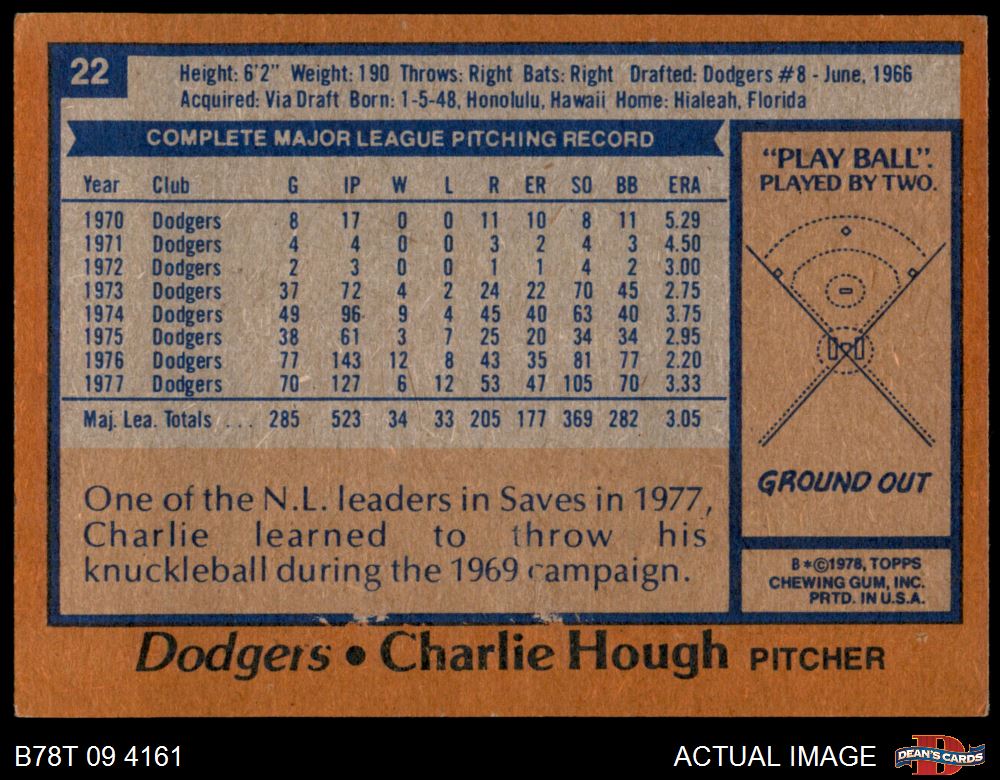 22
Height: 6'2" Weight: 190 Throws: Right Bats: Right Drafted: Dodgers #8 - June, 1966
Acquired: Via Draft Born: 1-5-48, Honolulu, Hawaii Home: Hialeah, Florida
COMPLETE MAJOR LEAGUE PITCHING RECORD
Year Club G IP W L R ER SO BB ERA
1970 Dodgers 8 17 0 0 11 10 8 11 5.29
1971 Dodgers 4 4 0 0 3 2 4 3 4.50
1972 Dodgers 2 3 0 0 1 1 4 2 3.00
1973 Dodgers 37 72 4 2 24 22 70 45 2.75
1974 Dodgers 49 96 9 4 45 40 63 40 3.75
1975 Dodgers 38 61 3 7 25 20 34 34 2.95
1976 Dodgers 77 143 12 8 43 35 81 77 2.20
1977 Dodgers 70 127 6 12 53 47 105 70 3.33
Maj. Lea. Totals ... 285 523 34 33 205 177 369 282 3.05
One of the N.L. leaders in Saves in 1977,
Charlie learned to throw his
knuckleball during the 1969 campaign.
"PLAY BALL".
PLAYED BY TWO.
GROUND OUT
B*©1978, TOPPS
CHEWING GUM, INC.
PRTD. IN U.S.A.
Dodgers • Charlie Hough PITCHER
B78T 09 4161
ACTUAL IMAGE
DEAN'S CARDS